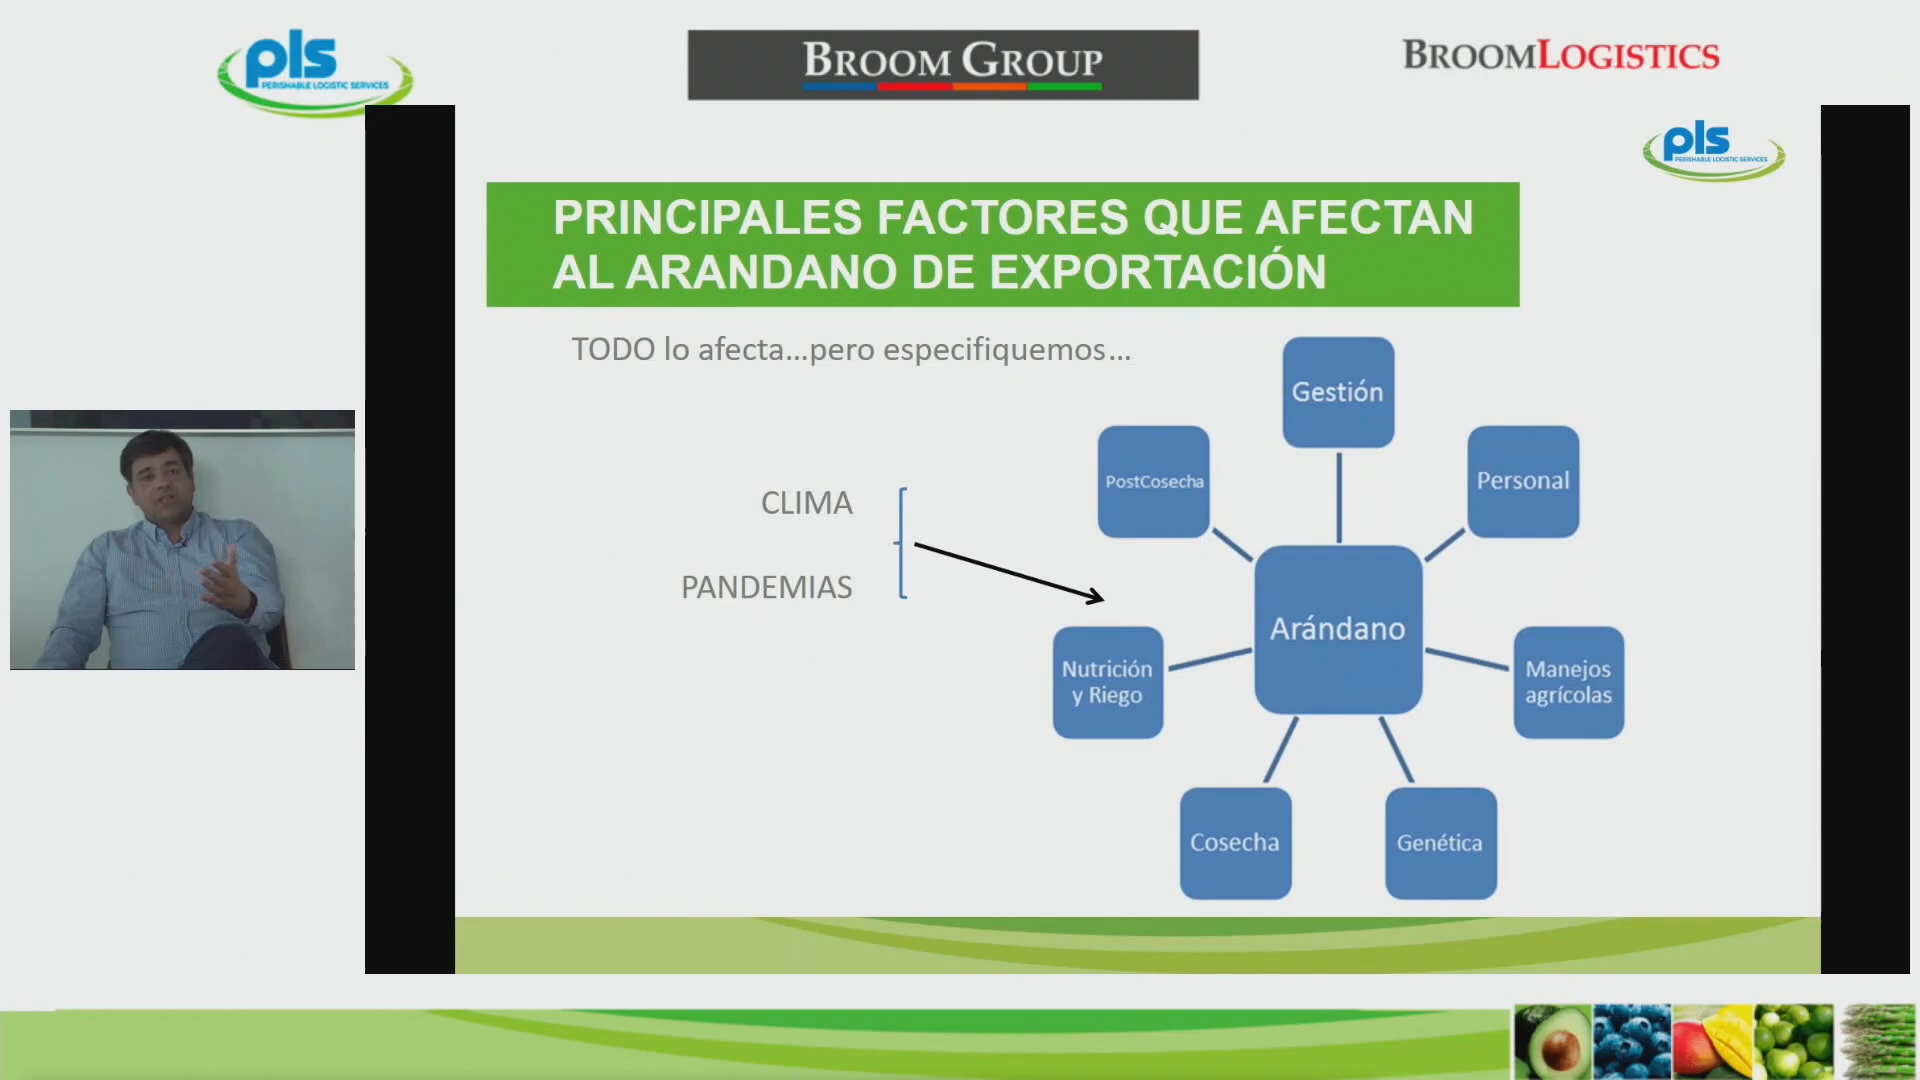 pls
PERISHABLE LOGISTIC SERVICES
BROOM GROUP
BROOMLOGISTICS
pls
PERISHABLE LOGISTIC SERVICES
PRINCIPALES FACTORES QUE AFECTAN
AL ARANDANO DE EXPORTACIÓN
TODO lo afecta...pero especifiquemos...
CLIMA
PANDEMIAS
Gestión
PostCosecha
Personal
Arándano
Nutrición
y Riego
Manejos
agrícolas
Cosecha
Genética